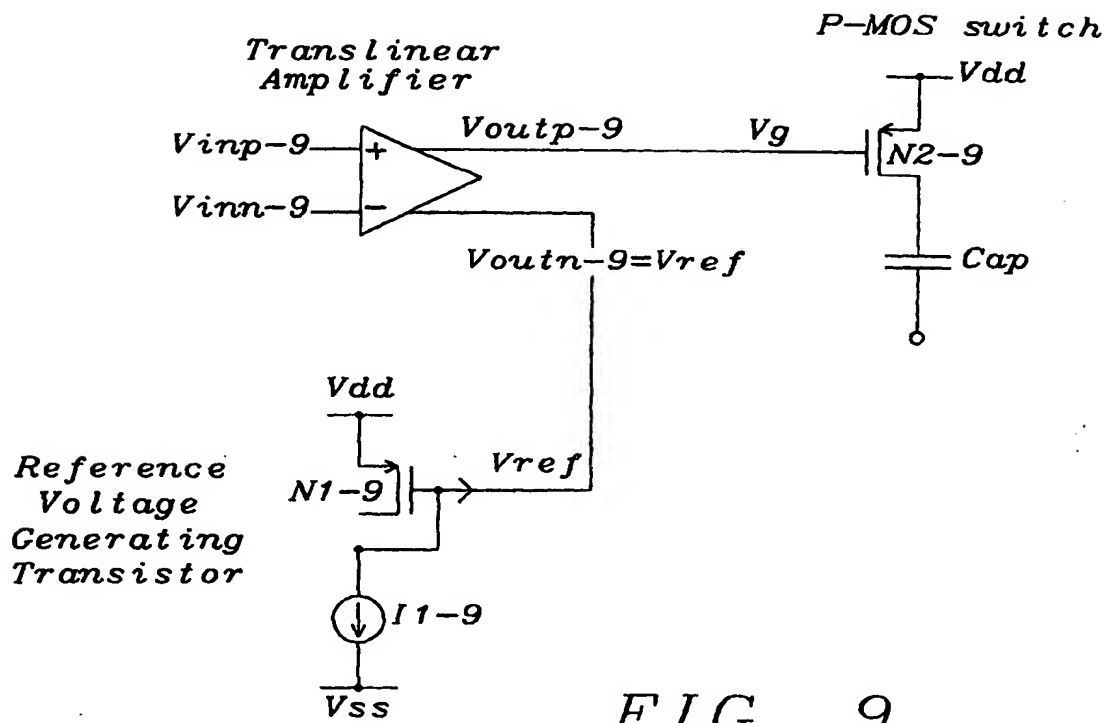 P-MOS switch
Translinear
Amplifier
Vdd
Vinp-9
+
Voutp-9
Vg
N2-9
Vinn-9
-
Voutn-9=Vref
Cap
Vdd
Reference
Voltage
Generating
Transistor
N1-9
Vref
I1-9
Vss
FIG. 9